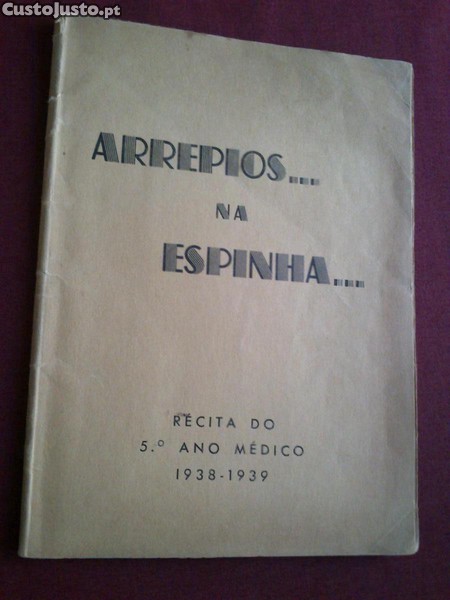 CustoJusto.pt
ARREPIOS...
NA
ESPINHA...
RÉCITA DO
5.º ANO MÉDICO
1938-1939